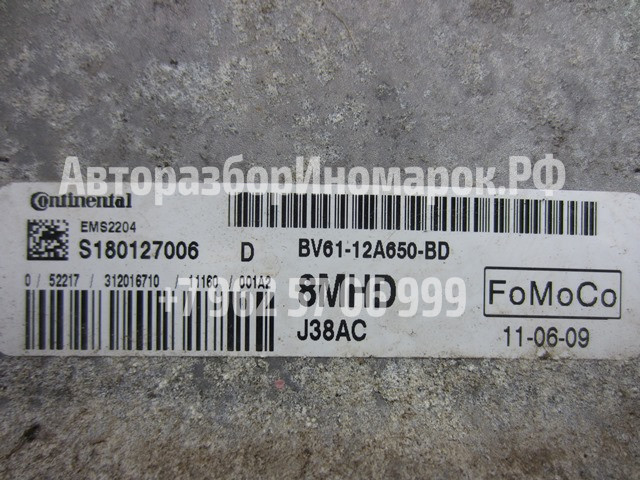 АвторазборИномарок.РФ
Continental
EMS2204
S180127006 D BV61-12A650-BD
0 / 52217 / 312016710 / 11160 / 001A2
8MHD
FoMoCo
J38AC
11-06-09